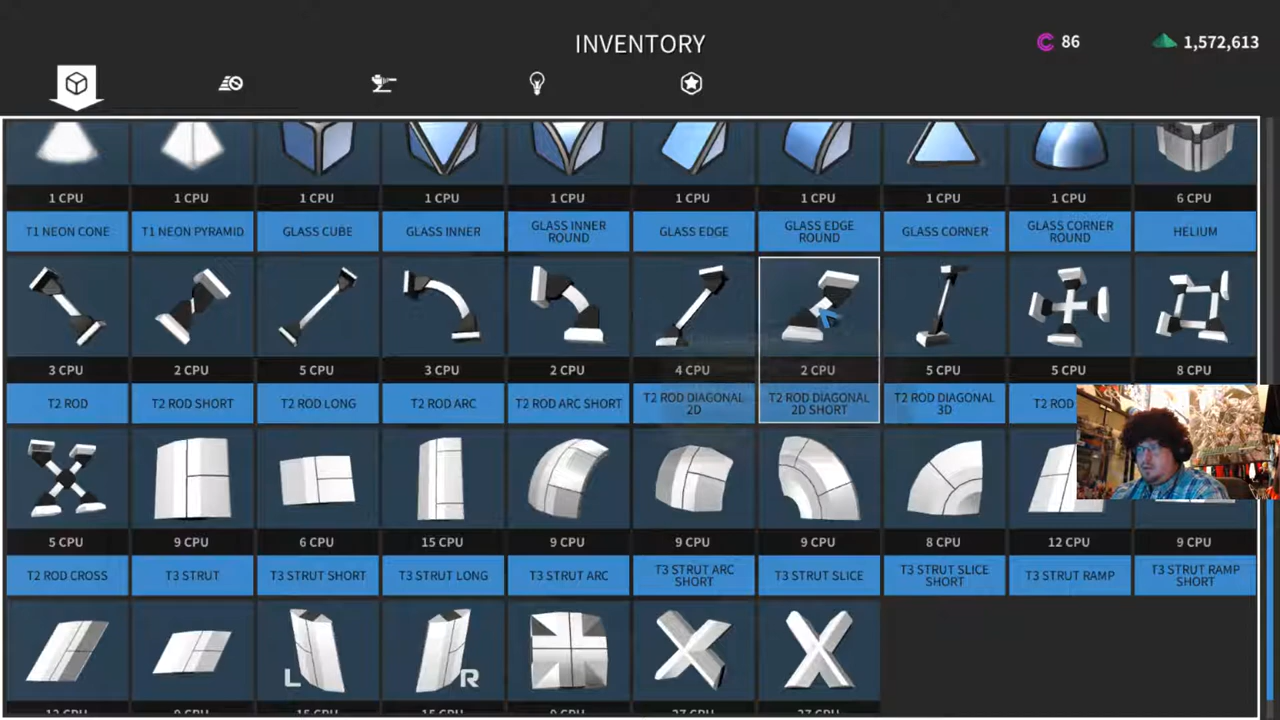 INVENTORY
86
1,572,613
1 CPU 1 CPU 1 CPU 1 CPU 1 CPU 1 CPU 1 CPU 1 CPU 1 CPU 6 CPU
T1 NEON CONE
T1 NEON PYRAMID
GLASS CUBE
GLASS INNER
GLASS INNER
ROUND
GLASS EDGE
GLASS EDGE
ROUND
GLASS CORNER
GLASS CORNER
ROUND
HELIUM
3 CPU 2 CPU 5 CPU 3 CPU 2 CPU 4 CPU 2 CPU 5 CPU 5 CPU 8 CPU
T2 ROD
T2 ROD SHORT
T2 ROD LONG
T2 ROD ARC
T2 ROD ARC SHORT
T2 ROD DIAGONAL
2D
T2 ROD DIAGONAL
2D SHORT
T2 ROD DIAGONAL
3D
T2 ROD
5 CPU 9 CPU 6 CPU 15 CPU 9 CPU 9 CPU 9 CPU 8 CPU 12 CPU 9 CPU
T2 ROD CROSS
T3 STRUT
T3 STRUT SHORT
T3 STRUT LONG
T3 STRUT ARC
T3 STRUT ARC
SHORT
T3 STRUT SLICE
T3 STRUT SLICE
SHORT
T3 STRUT RAMP
T3 STRUT RAMP
SHORT
L R